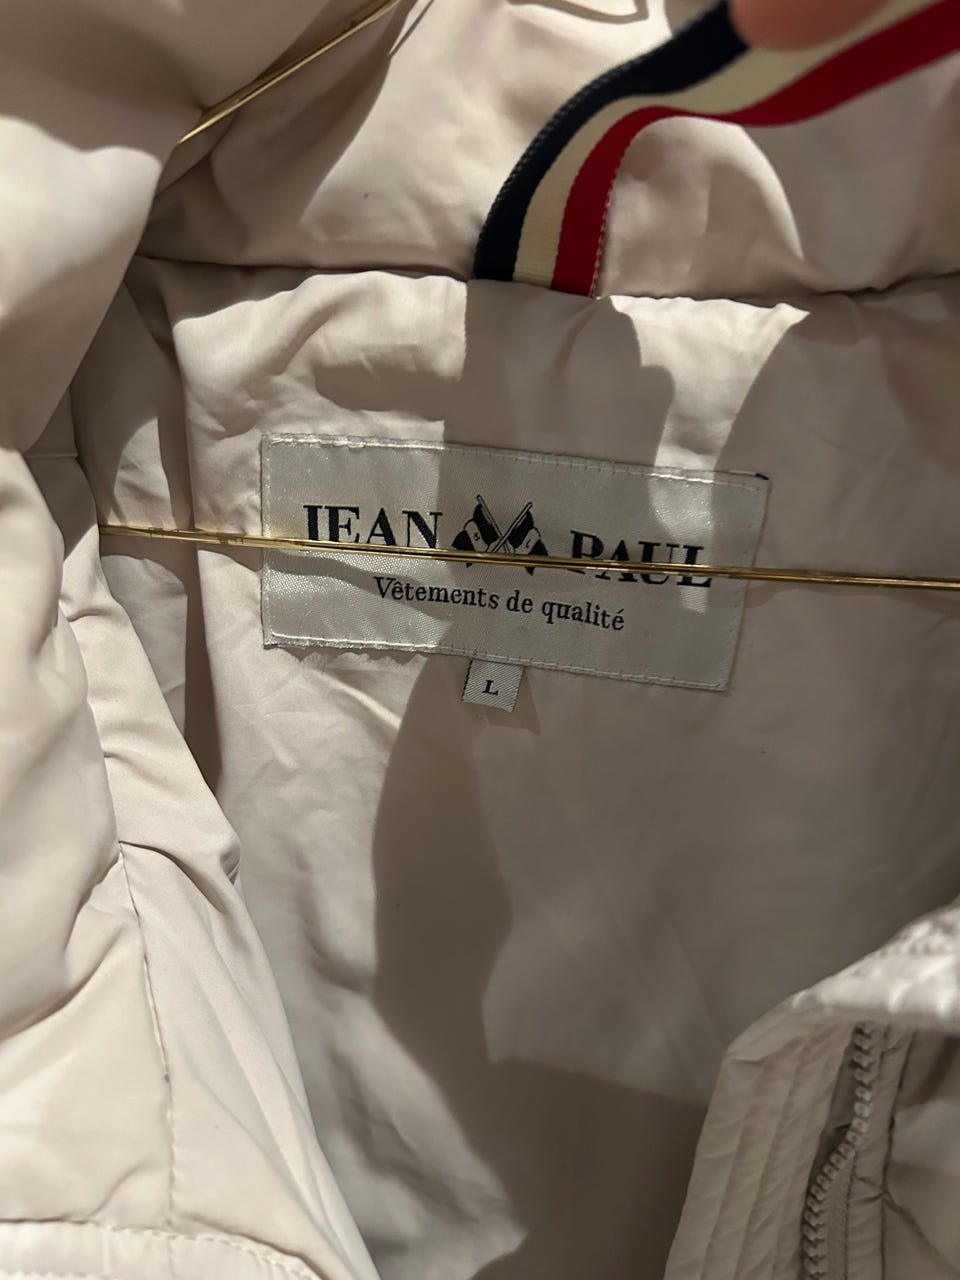 JEAN PAUL
Vêtements de qualité
L